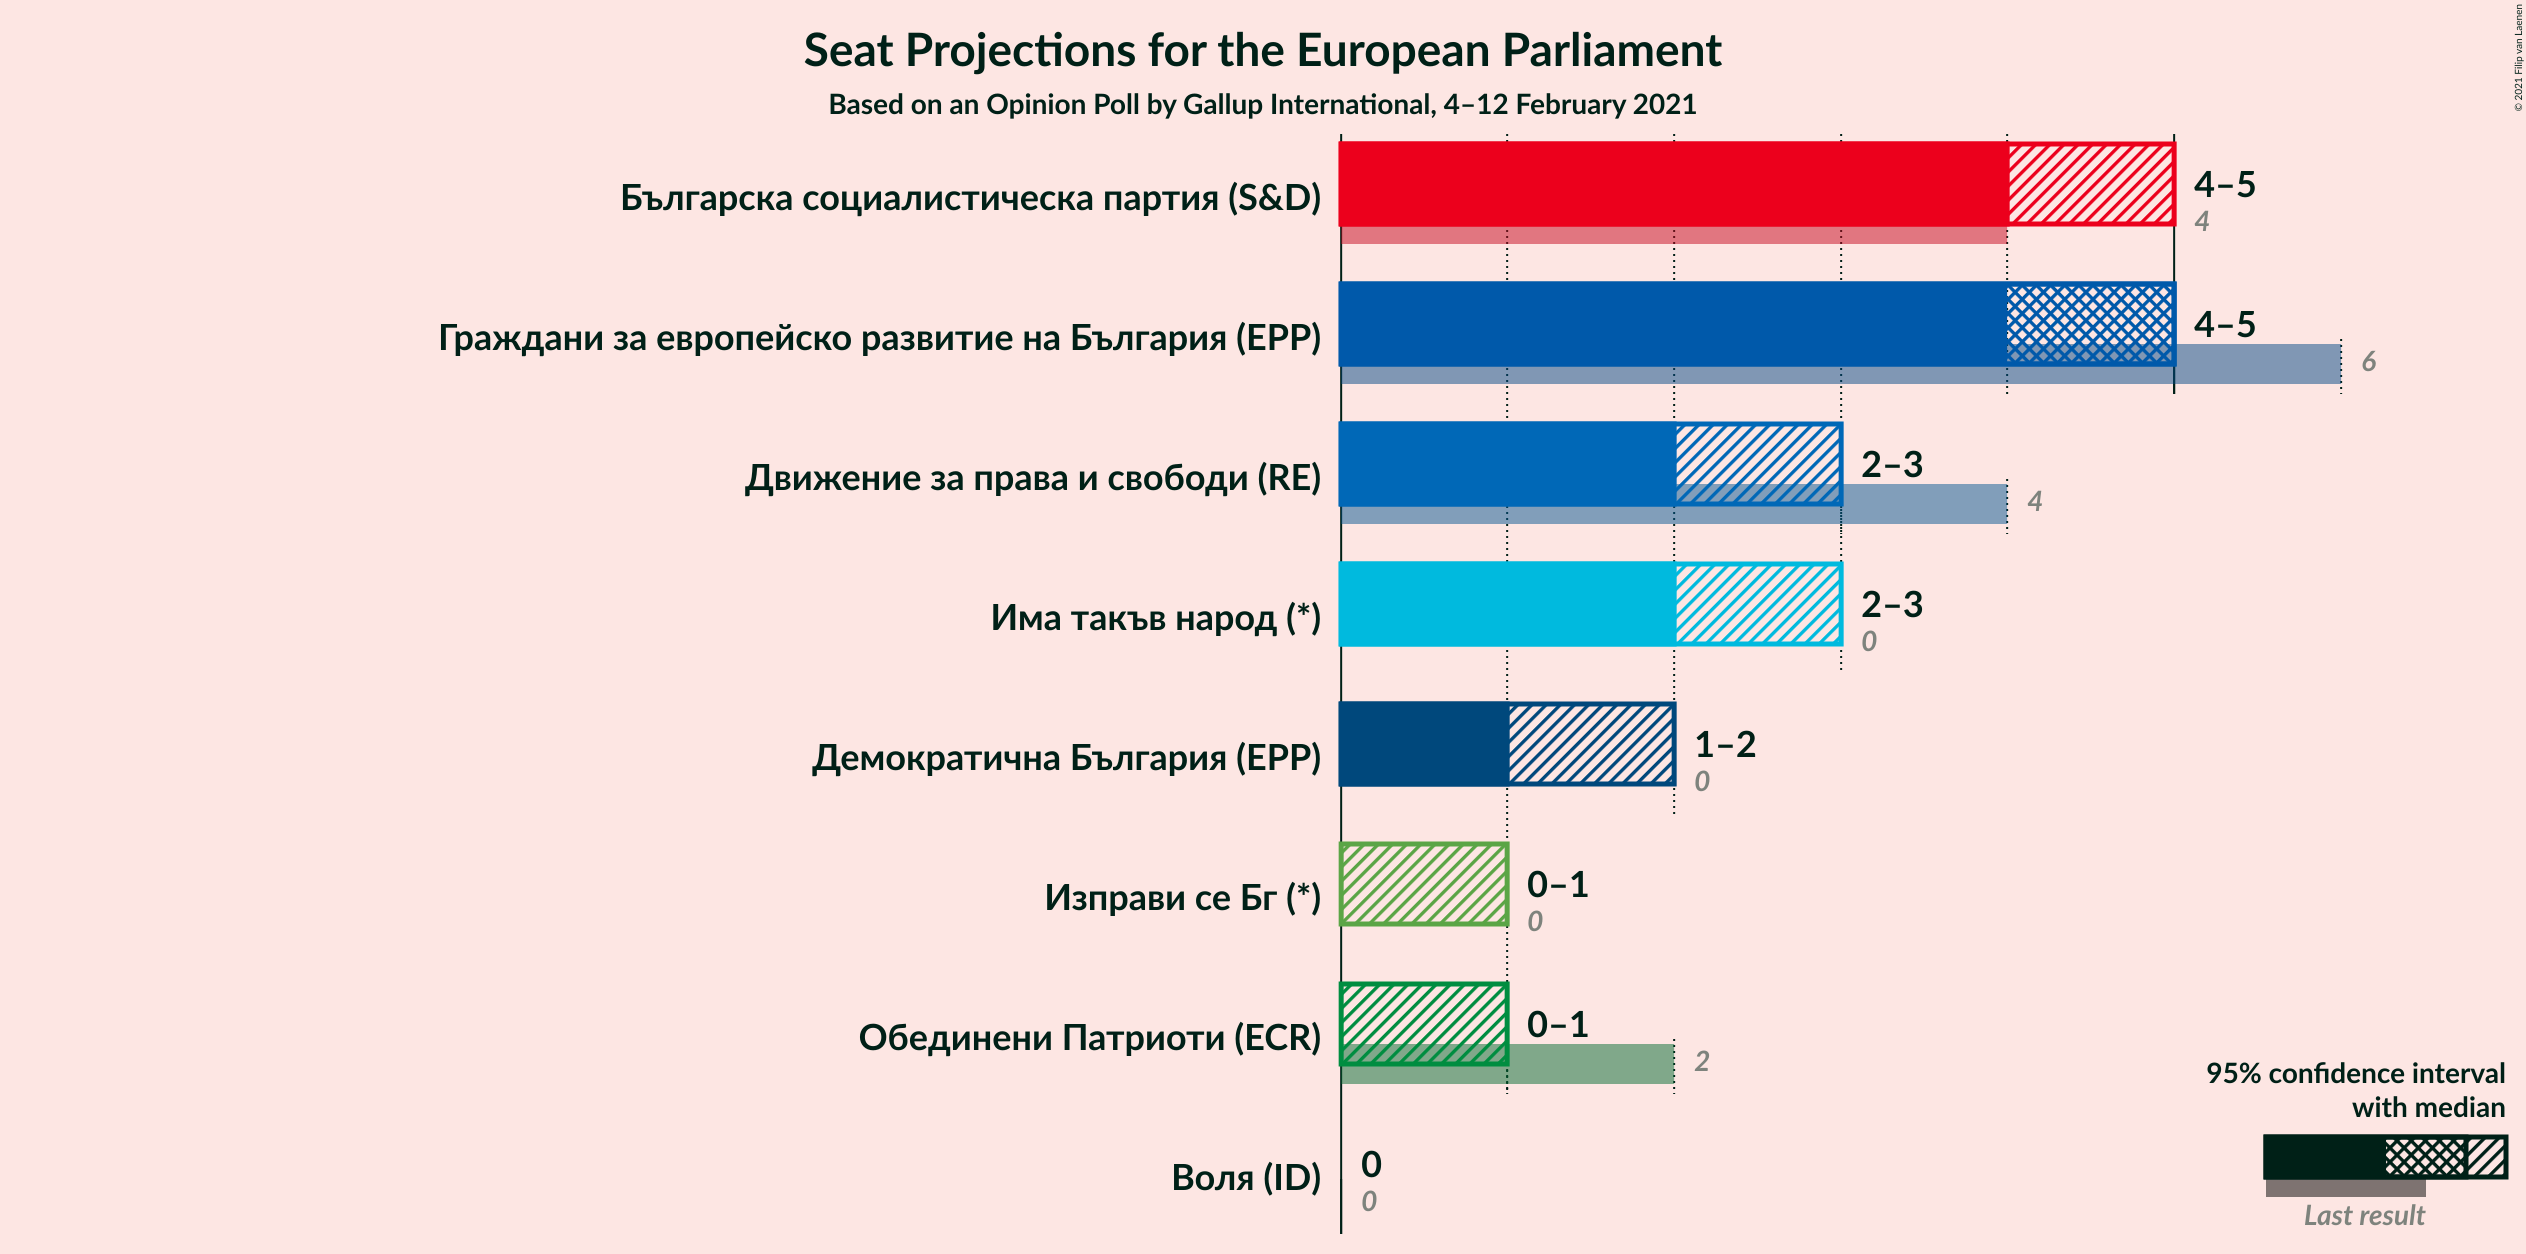 Seat Projections for the European Parliament
Based on an Opinion Poll by Gallup International, 4–12 February 2021
© 2021 Filip van Laenen
Българска социалистическа партия (S&D)
4–5
4
Граждани за европейско развитие на България (EPP)
4–5
6
Движение за права и свободи (RE)
2–3
4
Има такъв народ (*)
2–3
0
Демократична България (EPP)
1–2
0
Изправи се Бг (*)
0–1
0
Обединени Патриоти (ECR)
0–1
2
Воля (ID)
0
0
95% confidence interval
with median
Last result